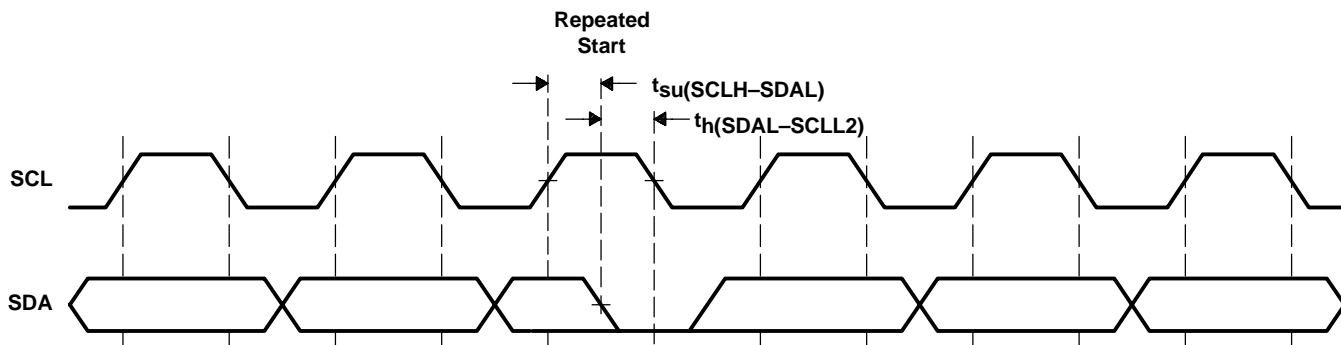 Repeated
Start
tsu(SCLH–SDAL)
th(SDAL–SCLL2)
SCL
SDA